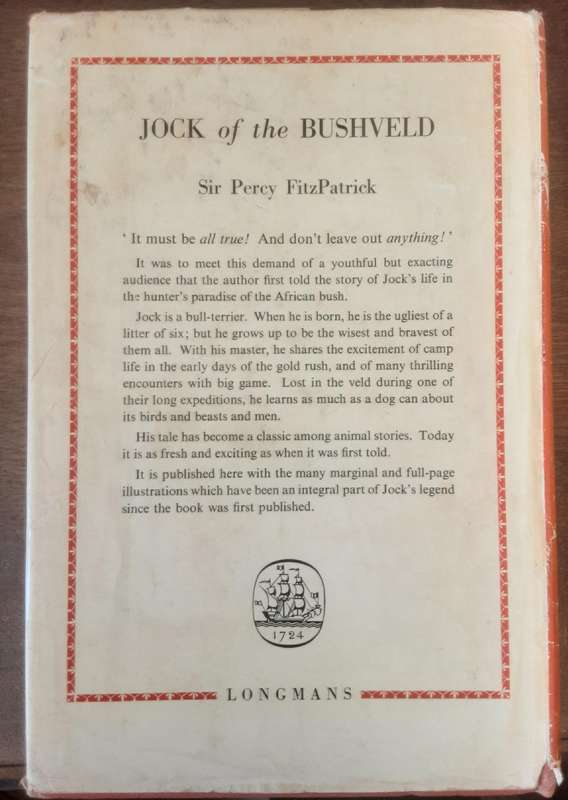 JOCK of the BUSHVELD
Sir Percy FitzPatrick
‘ It must be all true! And don’t leave out anything! ’
It was to meet this demand of a youthful but exacting
audience that the author first told the story of Jock’s life in
the hunter’s paradise of the African bush.
Jock is a bull-terrier. When he is born, he is the ugliest of a
litter of six; but he grows up to be the wisest and bravest of
them all. With his master, he shares the excitement of camp
life in the early days of the gold rush, and of many thrilling
encounters with big game. Lost in the veld during one of
their long expeditions, he learns as much as a dog can about
its birds and beasts and men.
His tale has become a classic among animal stories. Today
it is as fresh and exciting as when it was first told.
It is published here with the many marginal and full-page
illustrations which have been an integral part of Jock’s legend
since the book was first published.
1724
LONGMANS